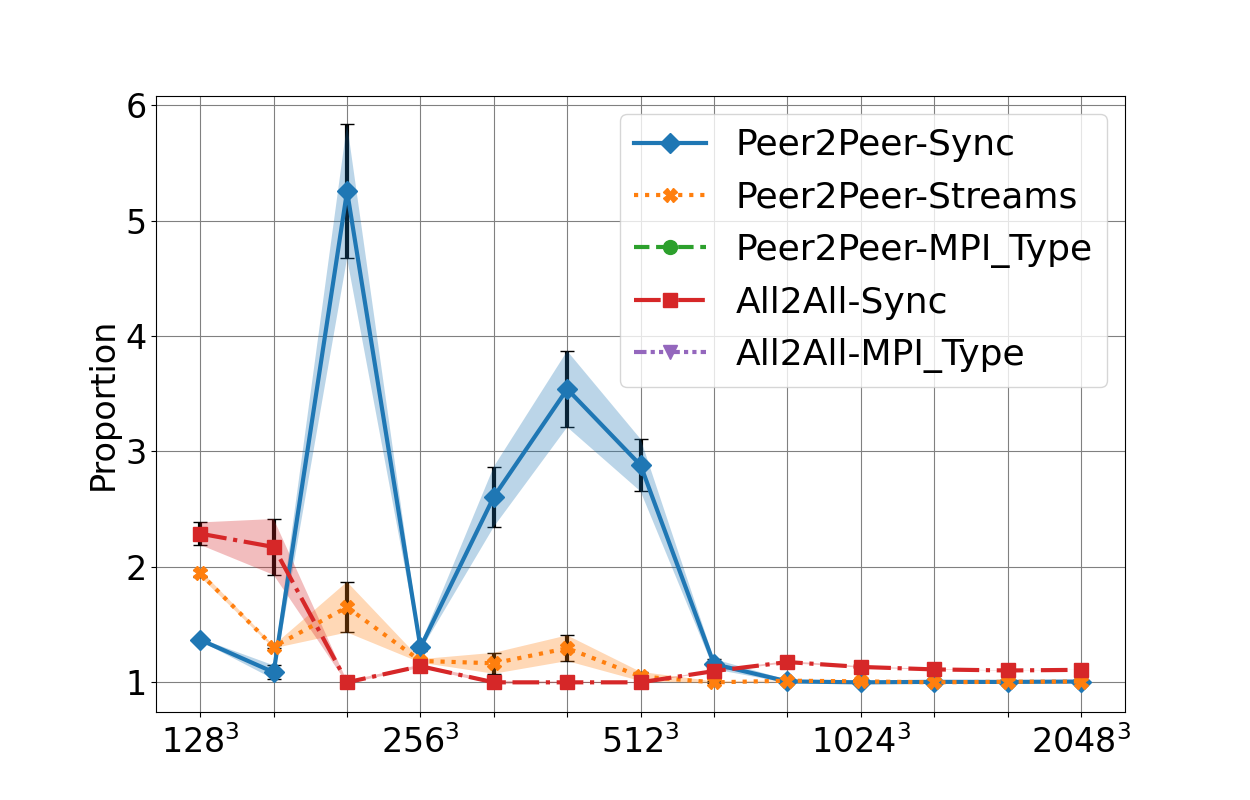 6
5
4
3
2
1
Proportion
Peer2Peer-Sync
Peer2Peer-Streams
Peer2Peer-MPI_Type
All2All-Sync
All2All-MPI_Type
128³ 256³ 512³ 1024³ 2048³